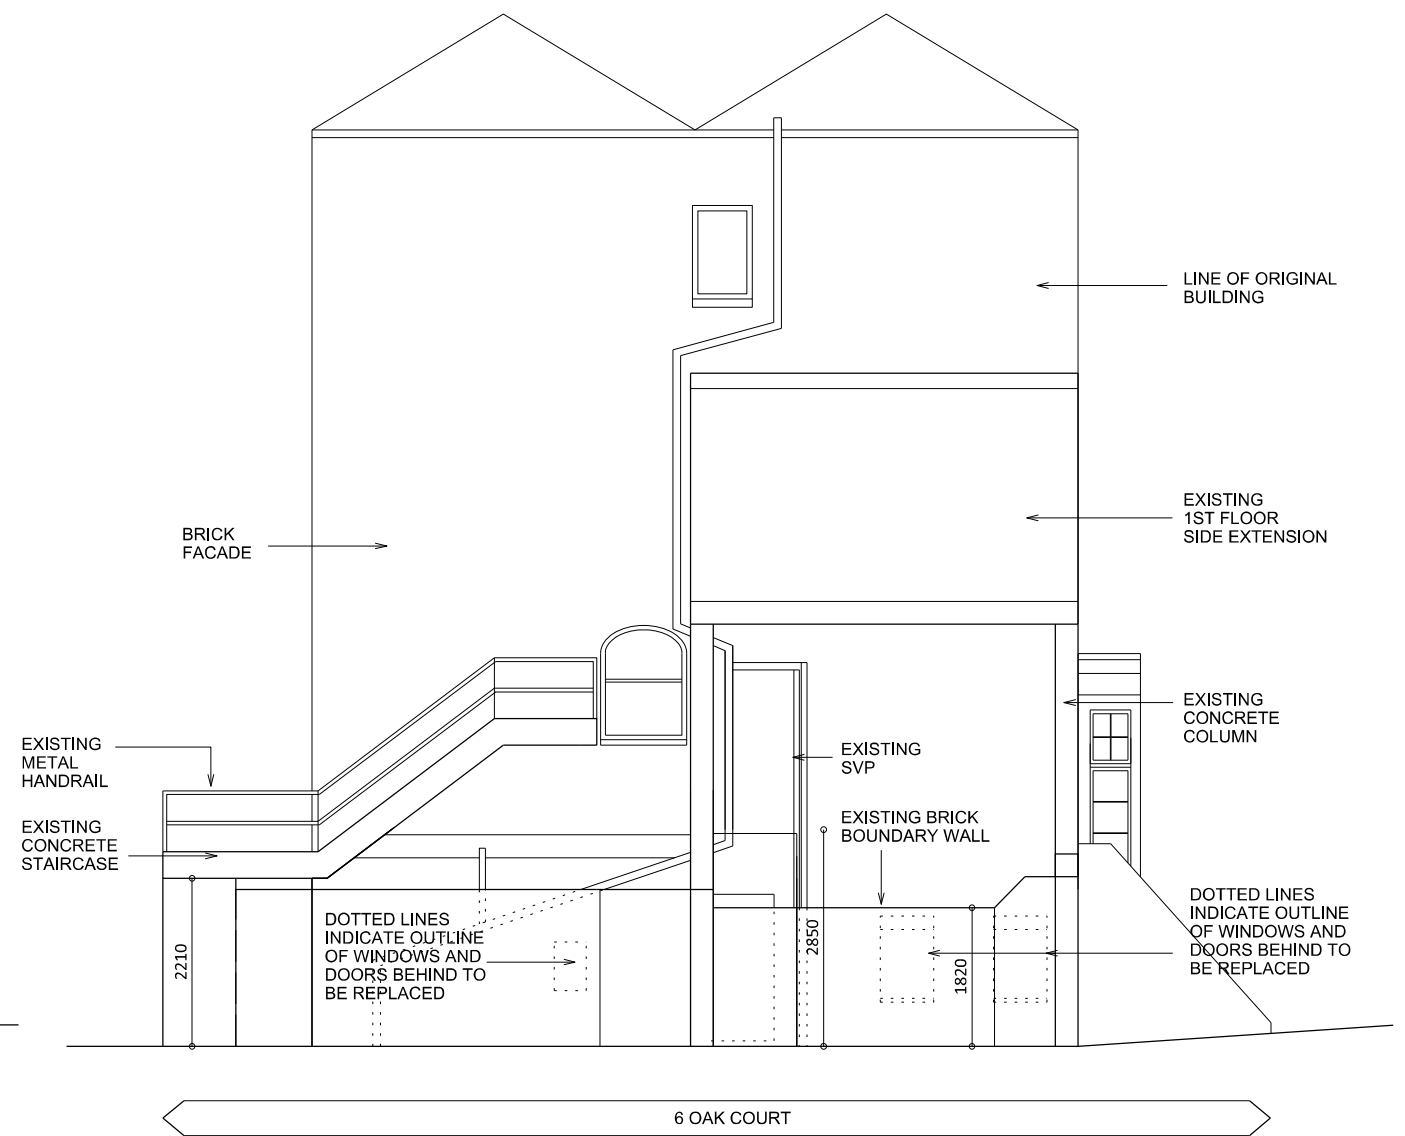 LINE OF ORIGINAL
BUILDING
EXISTING
1ST FLOOR
SIDE EXTENSION
BRICK
FACADE
EXISTING
CONCRETE
COLUMN
EXISTING
METAL
HANDRAIL
EXISTING
SVP
EXISTING BRICK
BOUNDARY WALL
EXISTING
CONCRETE
STAIRCASE
DOTTED LINES
INDICATE OUTLINE
OF WINDOWS AND
DOORS BEHIND TO
BE REPLACED
DOTTED LINES
INDICATE OUTLINE
OF WINDOWS AND
DOORS BEHIND TO
BE REPLACED
2210
2850
1820
6 OAK COURT